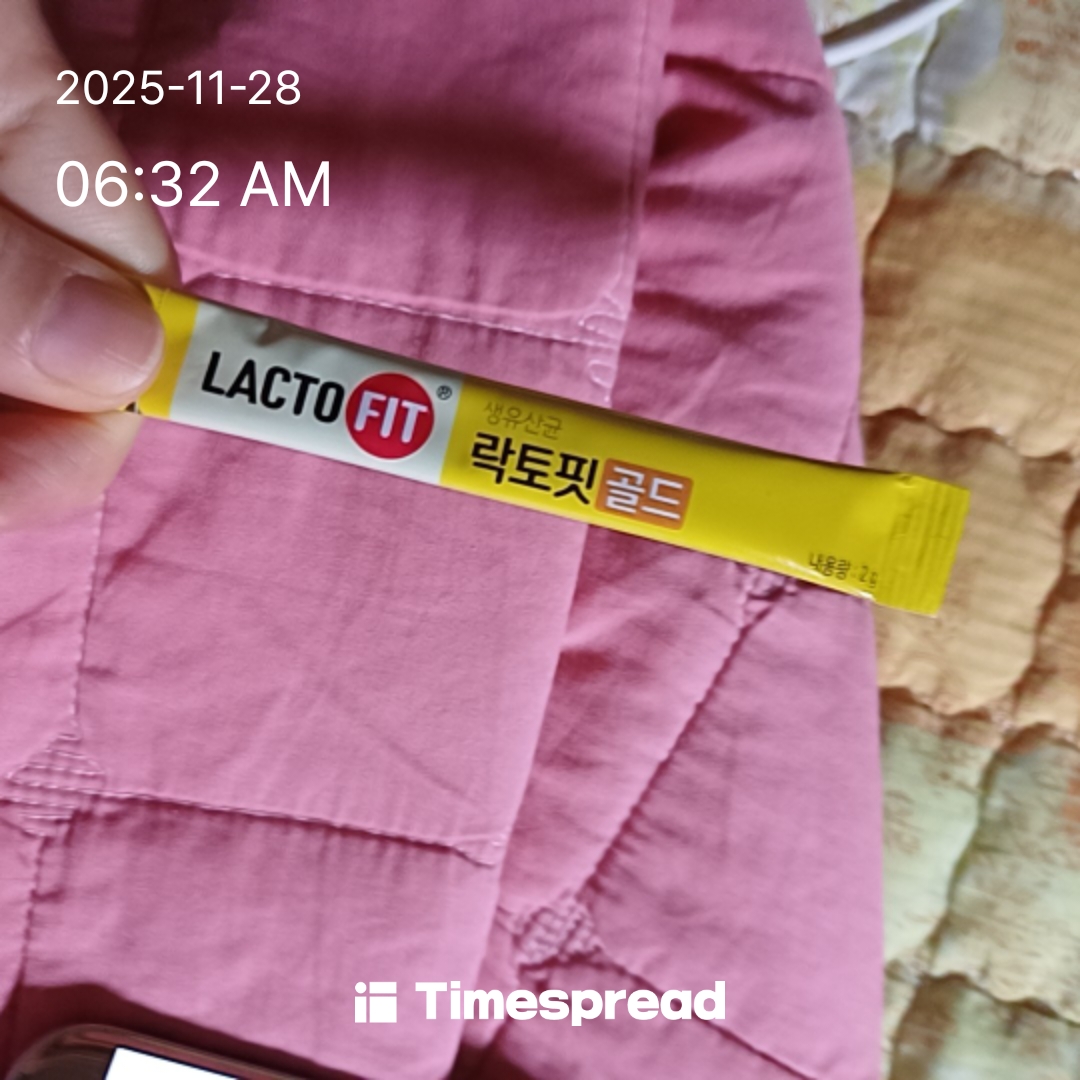 2025-11-28
06:32 AM
LACTO FIT®
생유산균
락토핏 골드
내용량 : 2g
Timespread